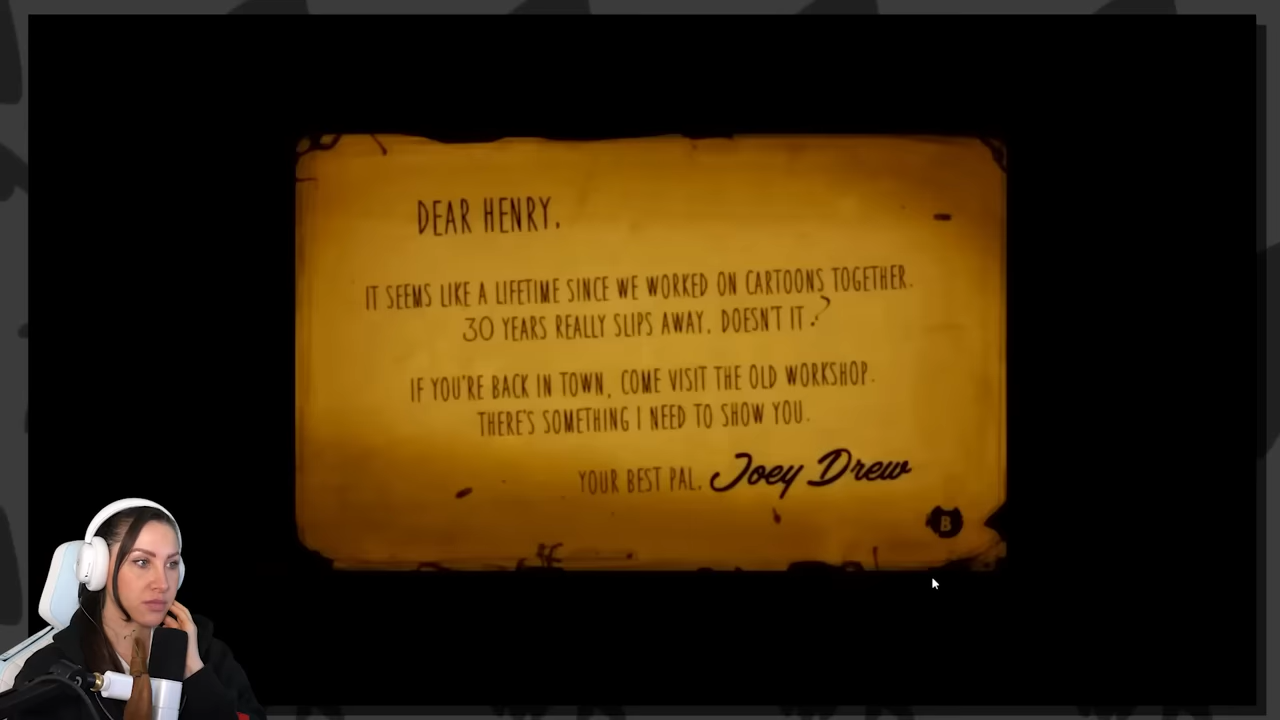 DEAR HENRY,
IT SEEMS LIKE A LIFETIME SINCE WE WORKED ON CARTOONS TOGETHER.
30 YEARS REALLY SLIPS AWAY, DOESN'T IT?
IF YOU'RE BACK IN TOWN, COME VISIT THE OLD WORKSHOP.
THERE'S SOMETHING I NEED TO SHOW YOU.
YOUR BEST PAL, Joey Drew
B